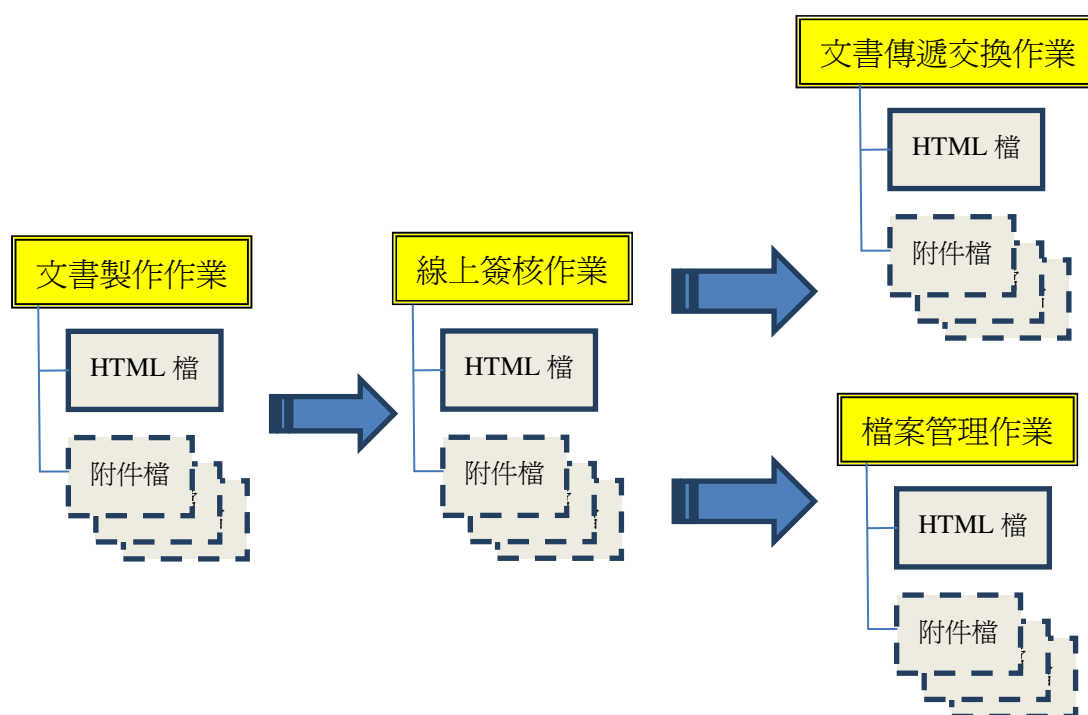 文書製作作業
HTML 檔
附件檔
線上簽核作業
HTML 檔
附件檔
文書傳遞交換作業
HTML 檔
附件檔
檔案管理作業
HTML 檔
附件檔